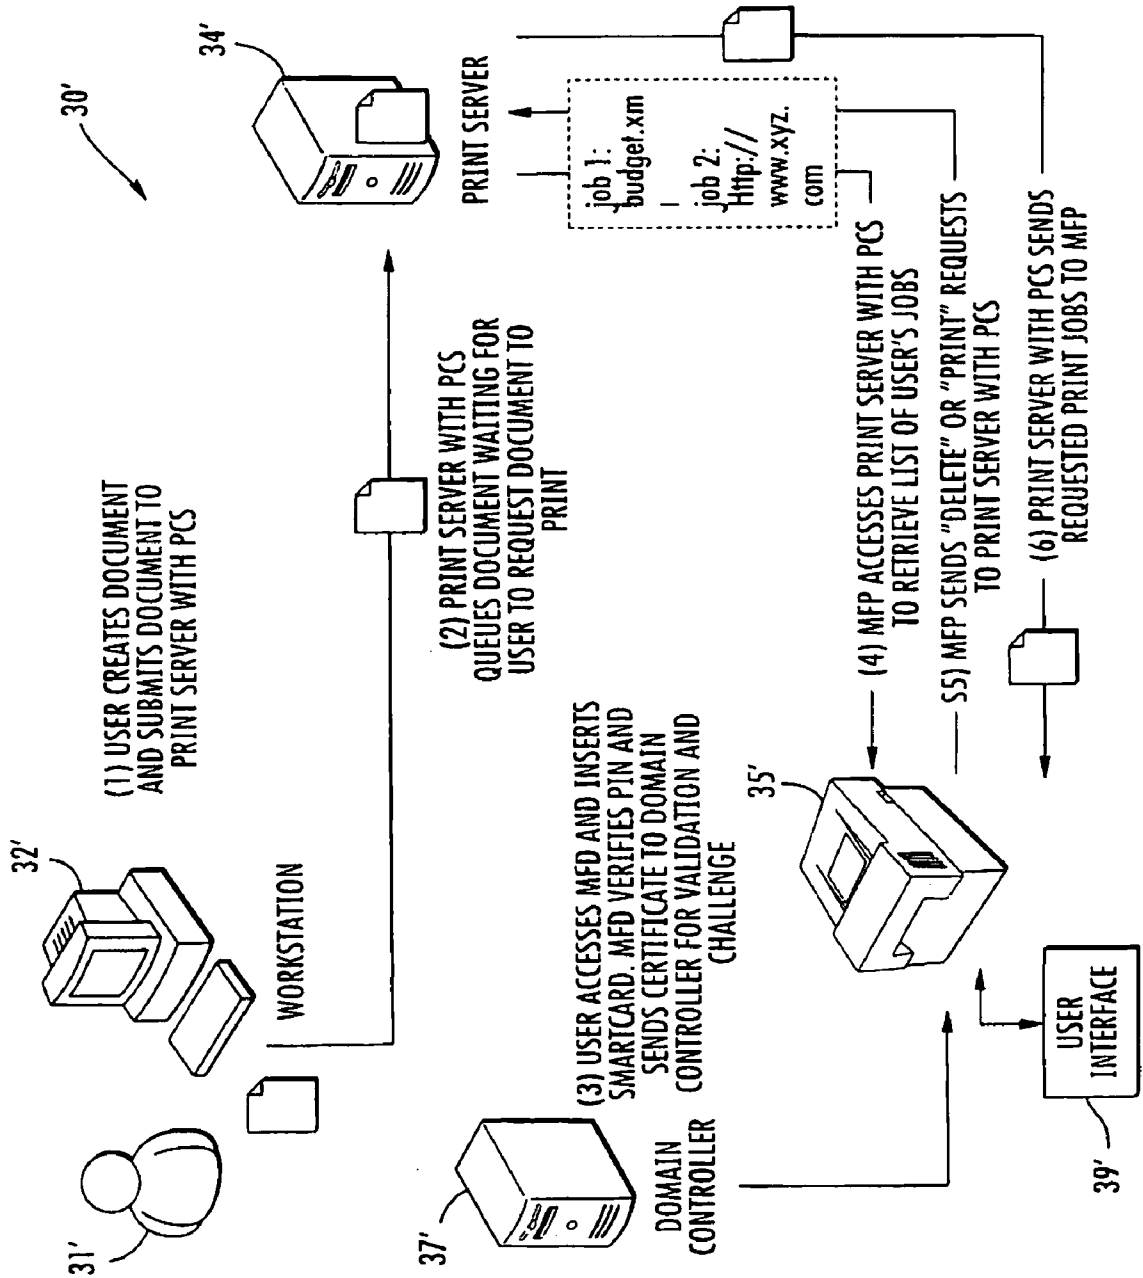 30'
31'
32'
WORKSTATION
(1) USER CREATES DOCUMENT
AND SUBMITS DOCUMENT TO
PRINT SERVER WITH PCS
34'
PRINT SERVER
(2) PRINT SERVER WITH PCS
QUEUES DOCUMENT WAITING FOR
USER TO REQUEST DOCUMENT TO
PRINT
job 1:
budget.xm
l
job 2:
Http://
www.xyz.
com
37'
DOMAIN
CONTROLLER
(3) USER ACCESSES MFD AND INSERTS
SMARTCARD. MFD VERIFIES PIN AND
SENDS CERTIFICATE TO DOMAIN
CONTROLLER FOR VALIDATION AND
CHALLENGE
35'
(4) MFP ACCESSES PRINT SERVER WITH PCS
TO RETRIEVE LIST OF USER'S JOBS
S5) MFP SENDS "DELETE" OR "PRINT" REQUESTS
TO PRINT SERVER WITH PCS
(6) PRINT SERVER WITH PCS SENDS
REQUESTED PRINT JOBS TO MFP
USER
INTERFACE
39'